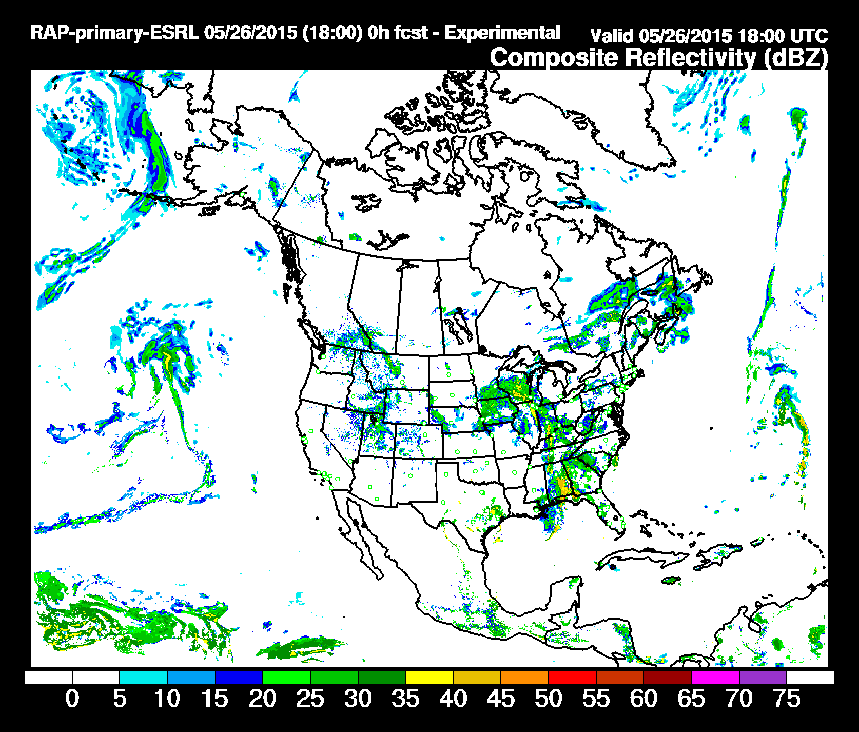 RAP-primary-ESRL 05/26/2015 (18:00) 0h fcst - Experimental Valid 05/26/2015 18:00 UTC
Composite Reflectivity (dBZ)
0 5 10 15 20 25 30 35 40 45 50 55 60 65 70 75